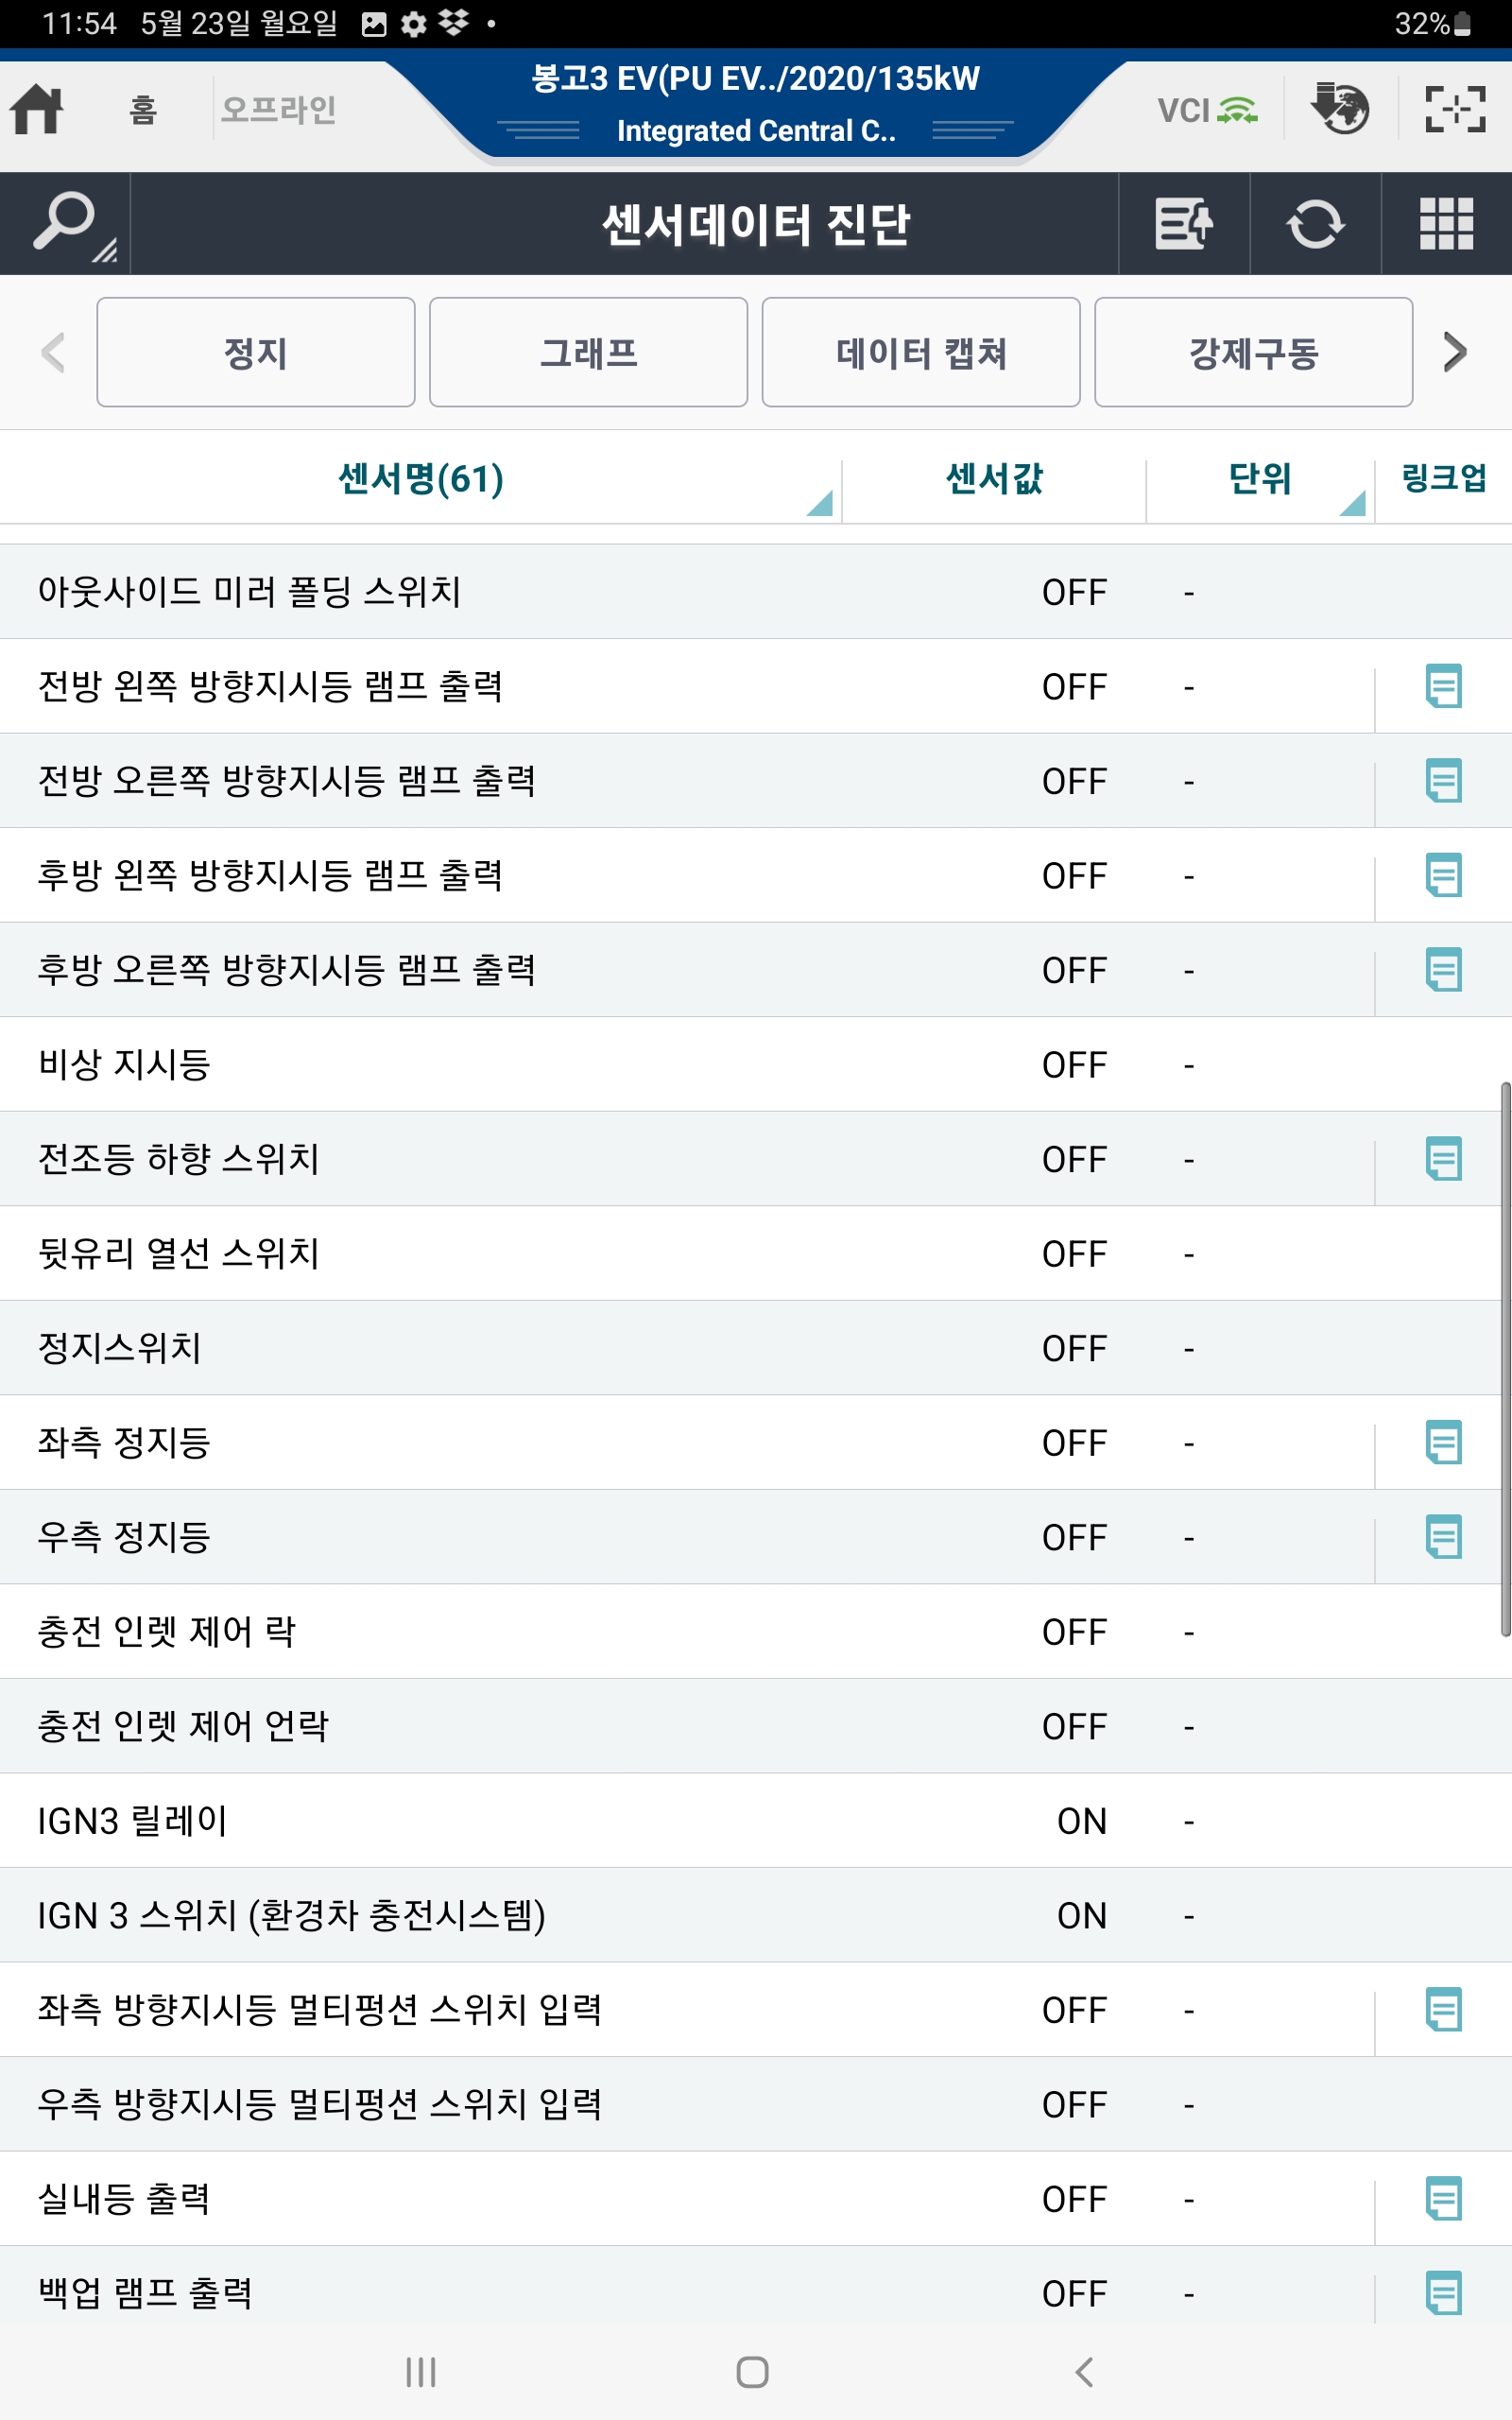 11:54 5월 23일 월요일 32%
봉고3 EV(PU EV../2020/135kW
홈 오프라인 Integrated Central C.. VCI
센서데이터 진단
정지 그래프 데이터 캡쳐 강제구동
센서명(61) 센서값 단위 링크업
아웃사이드 미러 폴딩 스위치 OFF -
전방 왼쪽 방향지시등 램프 출력 OFF -
전방 오른쪽 방향지시등 램프 출력 OFF -
후방 왼쪽 방향지시등 램프 출력 OFF -
후방 오른쪽 방향지시등 램프 출력 OFF -
비상 지시등 OFF -
전조등 하향 스위치 OFF -
뒷유리 열선 스위치 OFF -
정지스위치 OFF -
좌측 정지등 OFF -
우측 정지등 OFF -
충전 인렛 제어 락 OFF -
충전 인렛 제어 언락 OFF -
IGN3 릴레이 ON -
IGN 3 스위치 (환경차 충전시스템) ON -
좌측 방향지시등 멀티펑션 스위치 입력 OFF -
우측 방향지시등 멀티펑션 스위치 입력 OFF -
실내등 출력 OFF -
백업 램프 출력 OFF -